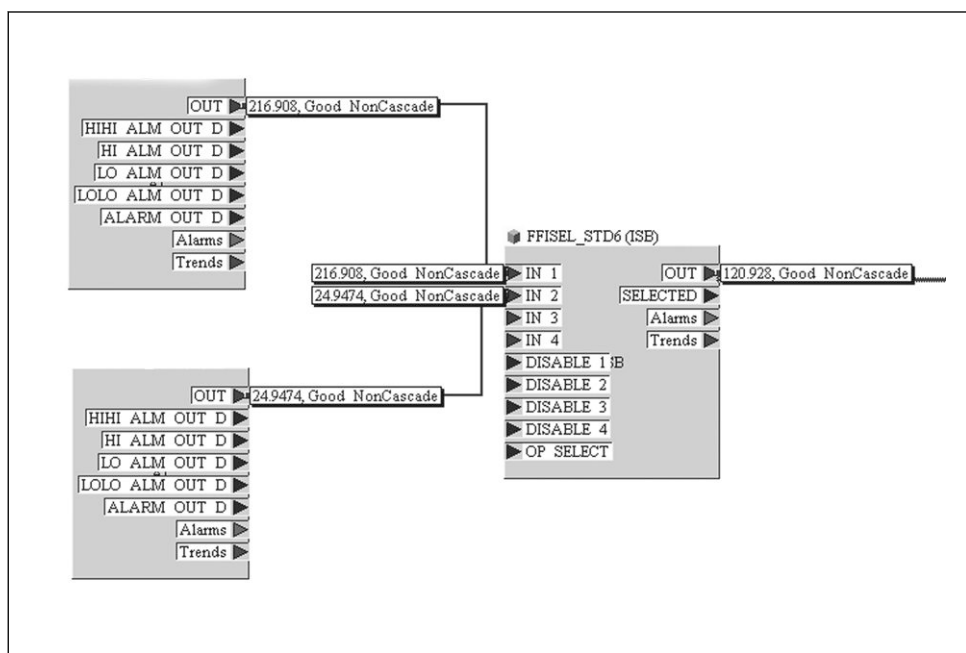 OUT
216.908, Good NonCascade
HIHI ALM OUT D
HI ALM OUT D
LO ALM OUT D
LOLO ALM OUT D
ALARM OUT D
Alarms
Trends
FFISEL_STD6 (ISB)
216.908, Good NonCascade
IN 1
24.9474, Good NonCascade
IN 2
IN 3
IN 4
DISABLE 1
DISABLE 2
DISABLE 3
DISABLE 4
OP SELECT
OUT
120.928, Good NonCascade
SELECTED
Alarms
Trends
OUT
24.9474, Good NonCascade
HIHI ALM OUT D
HI ALM OUT D
LO ALM OUT D
LOLO ALM OUT D
ALARM OUT D
Alarms
Trends